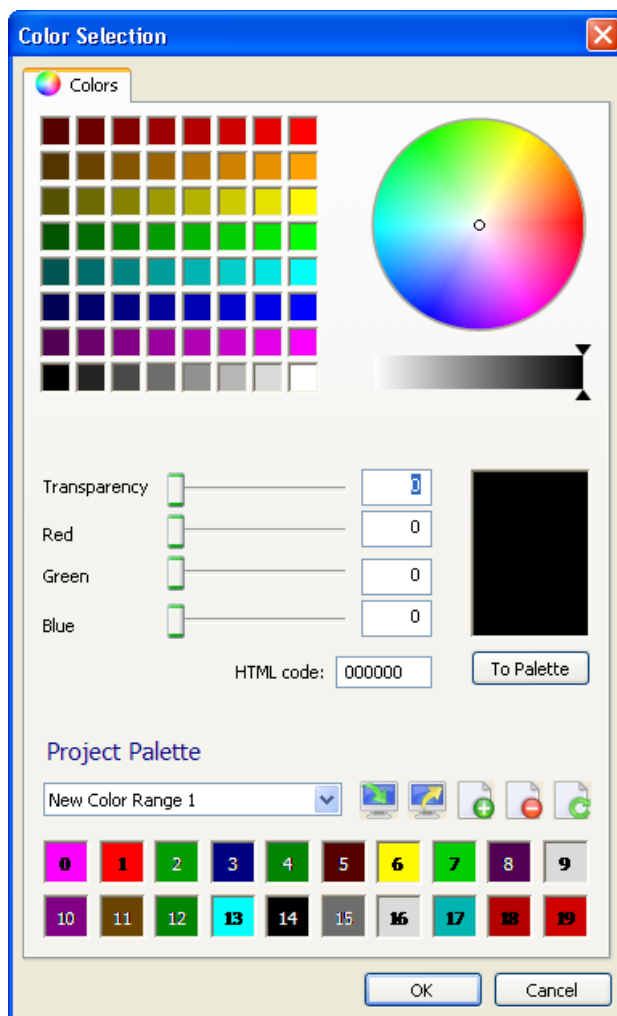 Color Selection
Colors
Transparency 0
Red 0
Green 0
Blue 0
HTML code: 000000 To Palette
Project Palette
New Color Range 1
0 1 2 3 4 5 6 7 8 9
10 11 12 13 14 15 16 17 18 19
OK Cancel